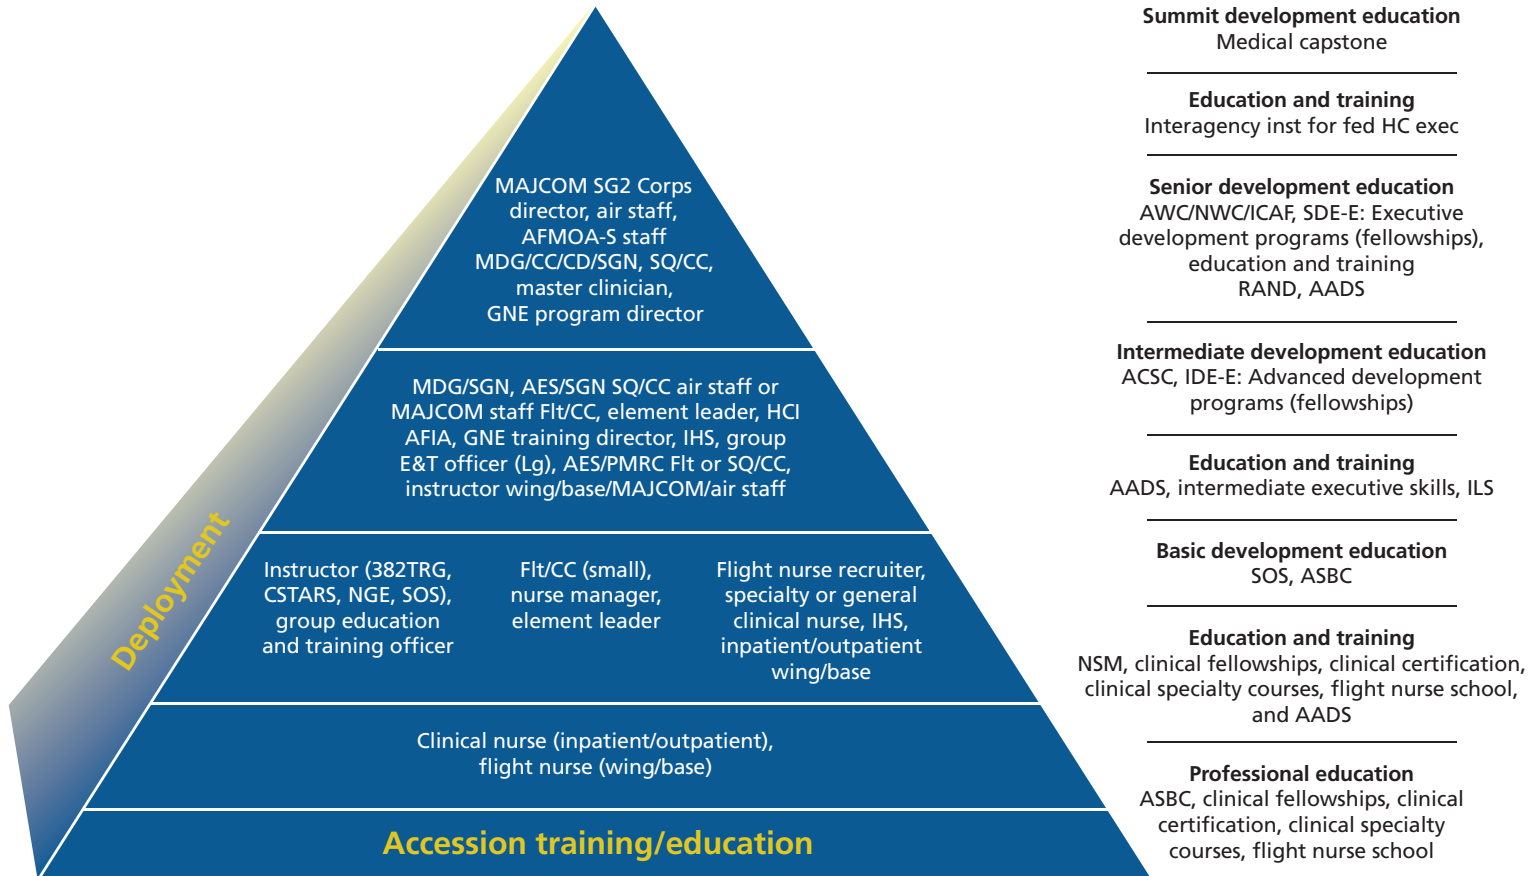 MAJCOM SG2 Corps
director, air staff,
AFMOA-S staff
MDG/CC/CD/SGN, SQ/CC,
master clinician,
GNE program director
MDG/SGN, AES/SGN SQ/CC air staff or
MAJCOM staff Flt/CC, element leader, HCI
AFIA, GNE training director, IHS, group
E&T officer (Lg), AES/PMRC Flt or SQ/CC,
instructor wing/base/MAJCOM/air staff
Instructor (382TRG,
CSTARS, NGE, SOS),
group education
and training officer
Flt/CC (small),
nurse manager,
element leader
Flight nurse recruiter,
specialty or general
clinical nurse, IHS,
inpatient/outpatient
wing/base
Clinical nurse (inpatient/outpatient),
flight nurse (wing/base)
Accession training/education
Deployment
Summit development education
Medical capstone
Education and training
Interagency inst for fed HC exec
Senior development education
AWC/NWC/ICAF, SDE-E: Executive
development programs (fellowships),
education and training
RAND, AADS
Intermediate development education
ACSC, IDE-E: Advanced development
programs (fellowships)
Education and training
AADS, intermediate executive skills, ILS
Basic development education
SOS, ASBC
Education and training
NSM, clinical fellowships, clinical certification,
clinical specialty courses, flight nurse school,
and AADS
Professional education
ASBC, clinical fellowships, clinical
certification, clinical specialty
courses, flight nurse school